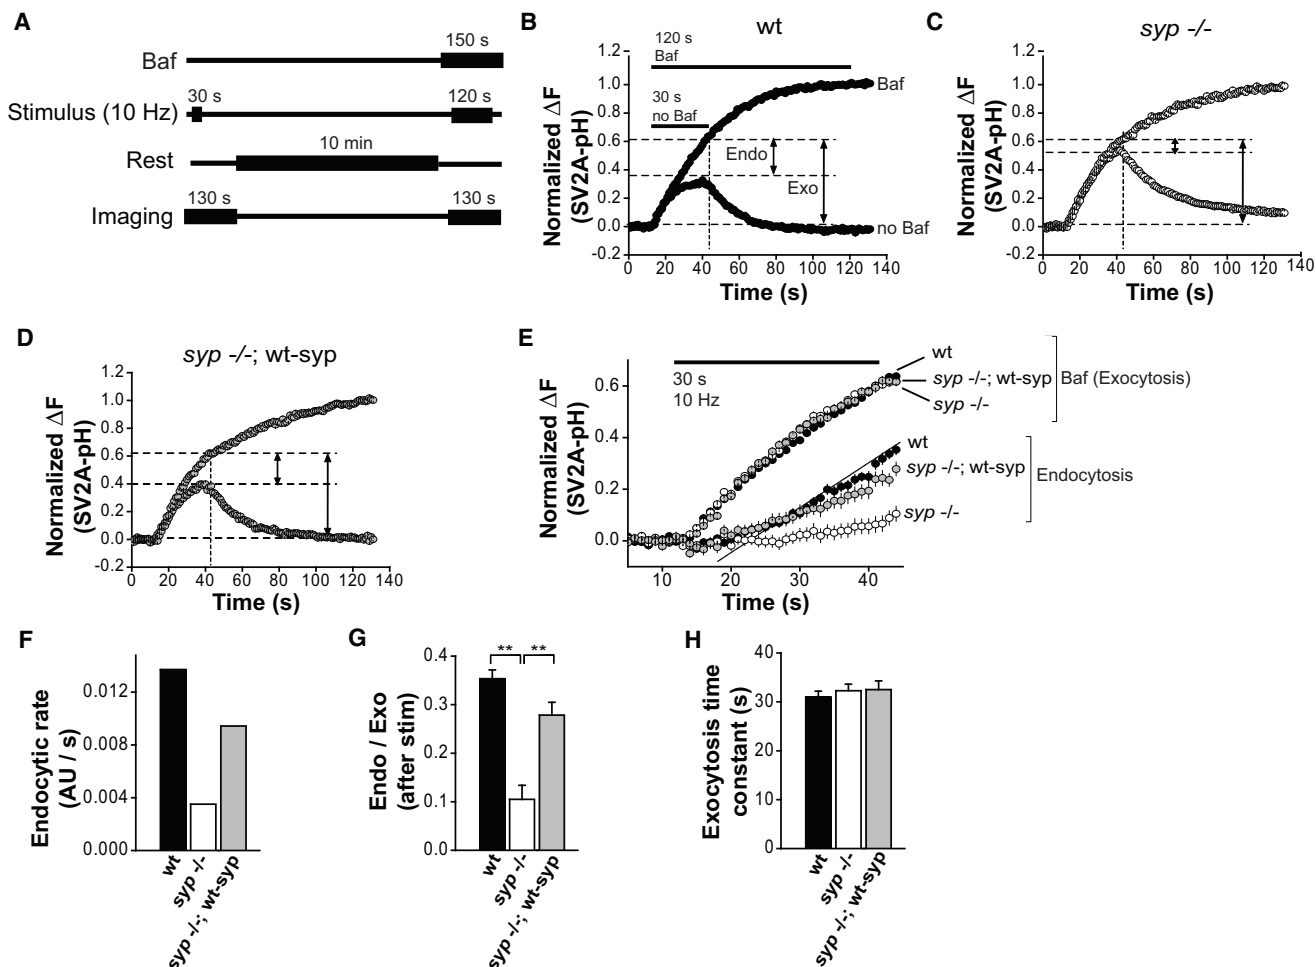 A
Baf
150 s
Stimulus (10 Hz)
30 s
120 s
Rest
10 min
Imaging
130 s
130 s
B
wt
Normalized ΔF
(SV2A-pH)
1.2
1.0
0.8
0.6
0.4
0.2
0.0
-0.2
120 s
Baf
30 s
no Baf
Endo
Exo
Baf
no Baf
0 20 40 60 80 100 120 140
Time (s)
C
syp -/-
Normalized ΔF
(SV2A-pH)
1.2
1.0
0.8
0.6
0.4
0.2
0.0
-0.2
0 20 40 60 80 100 120 140
Time (s)
D
syp -/-; wt-syp
Normalized ΔF
(SV2A-pH)
1.2
1.0
0.8
0.6
0.4
0.2
0.0
-0.2
0 20 40 60 80 100 120 140
Time (s)
E
Normalized ΔF
(SV2A-pH)
0.6
0.4
0.2
0.0
30 s
10 Hz
wt
syp -/-; wt-syp
syp -/-
Baf (Exocytosis)
wt
syp -/-; wt-syp
syp -/-
Endocytosis
10 20 30 40
Time (s)
F
Endocytic rate
(AU / s)
0.012
0.008
0.004
0.000
wt
syp -/-
syp -/-; wt-syp
G
Endo / Exo
(after stim)
0.4
0.3
0.2
0.1
0.0
** **
wt
syp -/-
syp -/-; wt-syp
H
Exocytosis time
constant (s)
40
30
20
10
0
wt
syp -/-
syp -/-; wt-syp